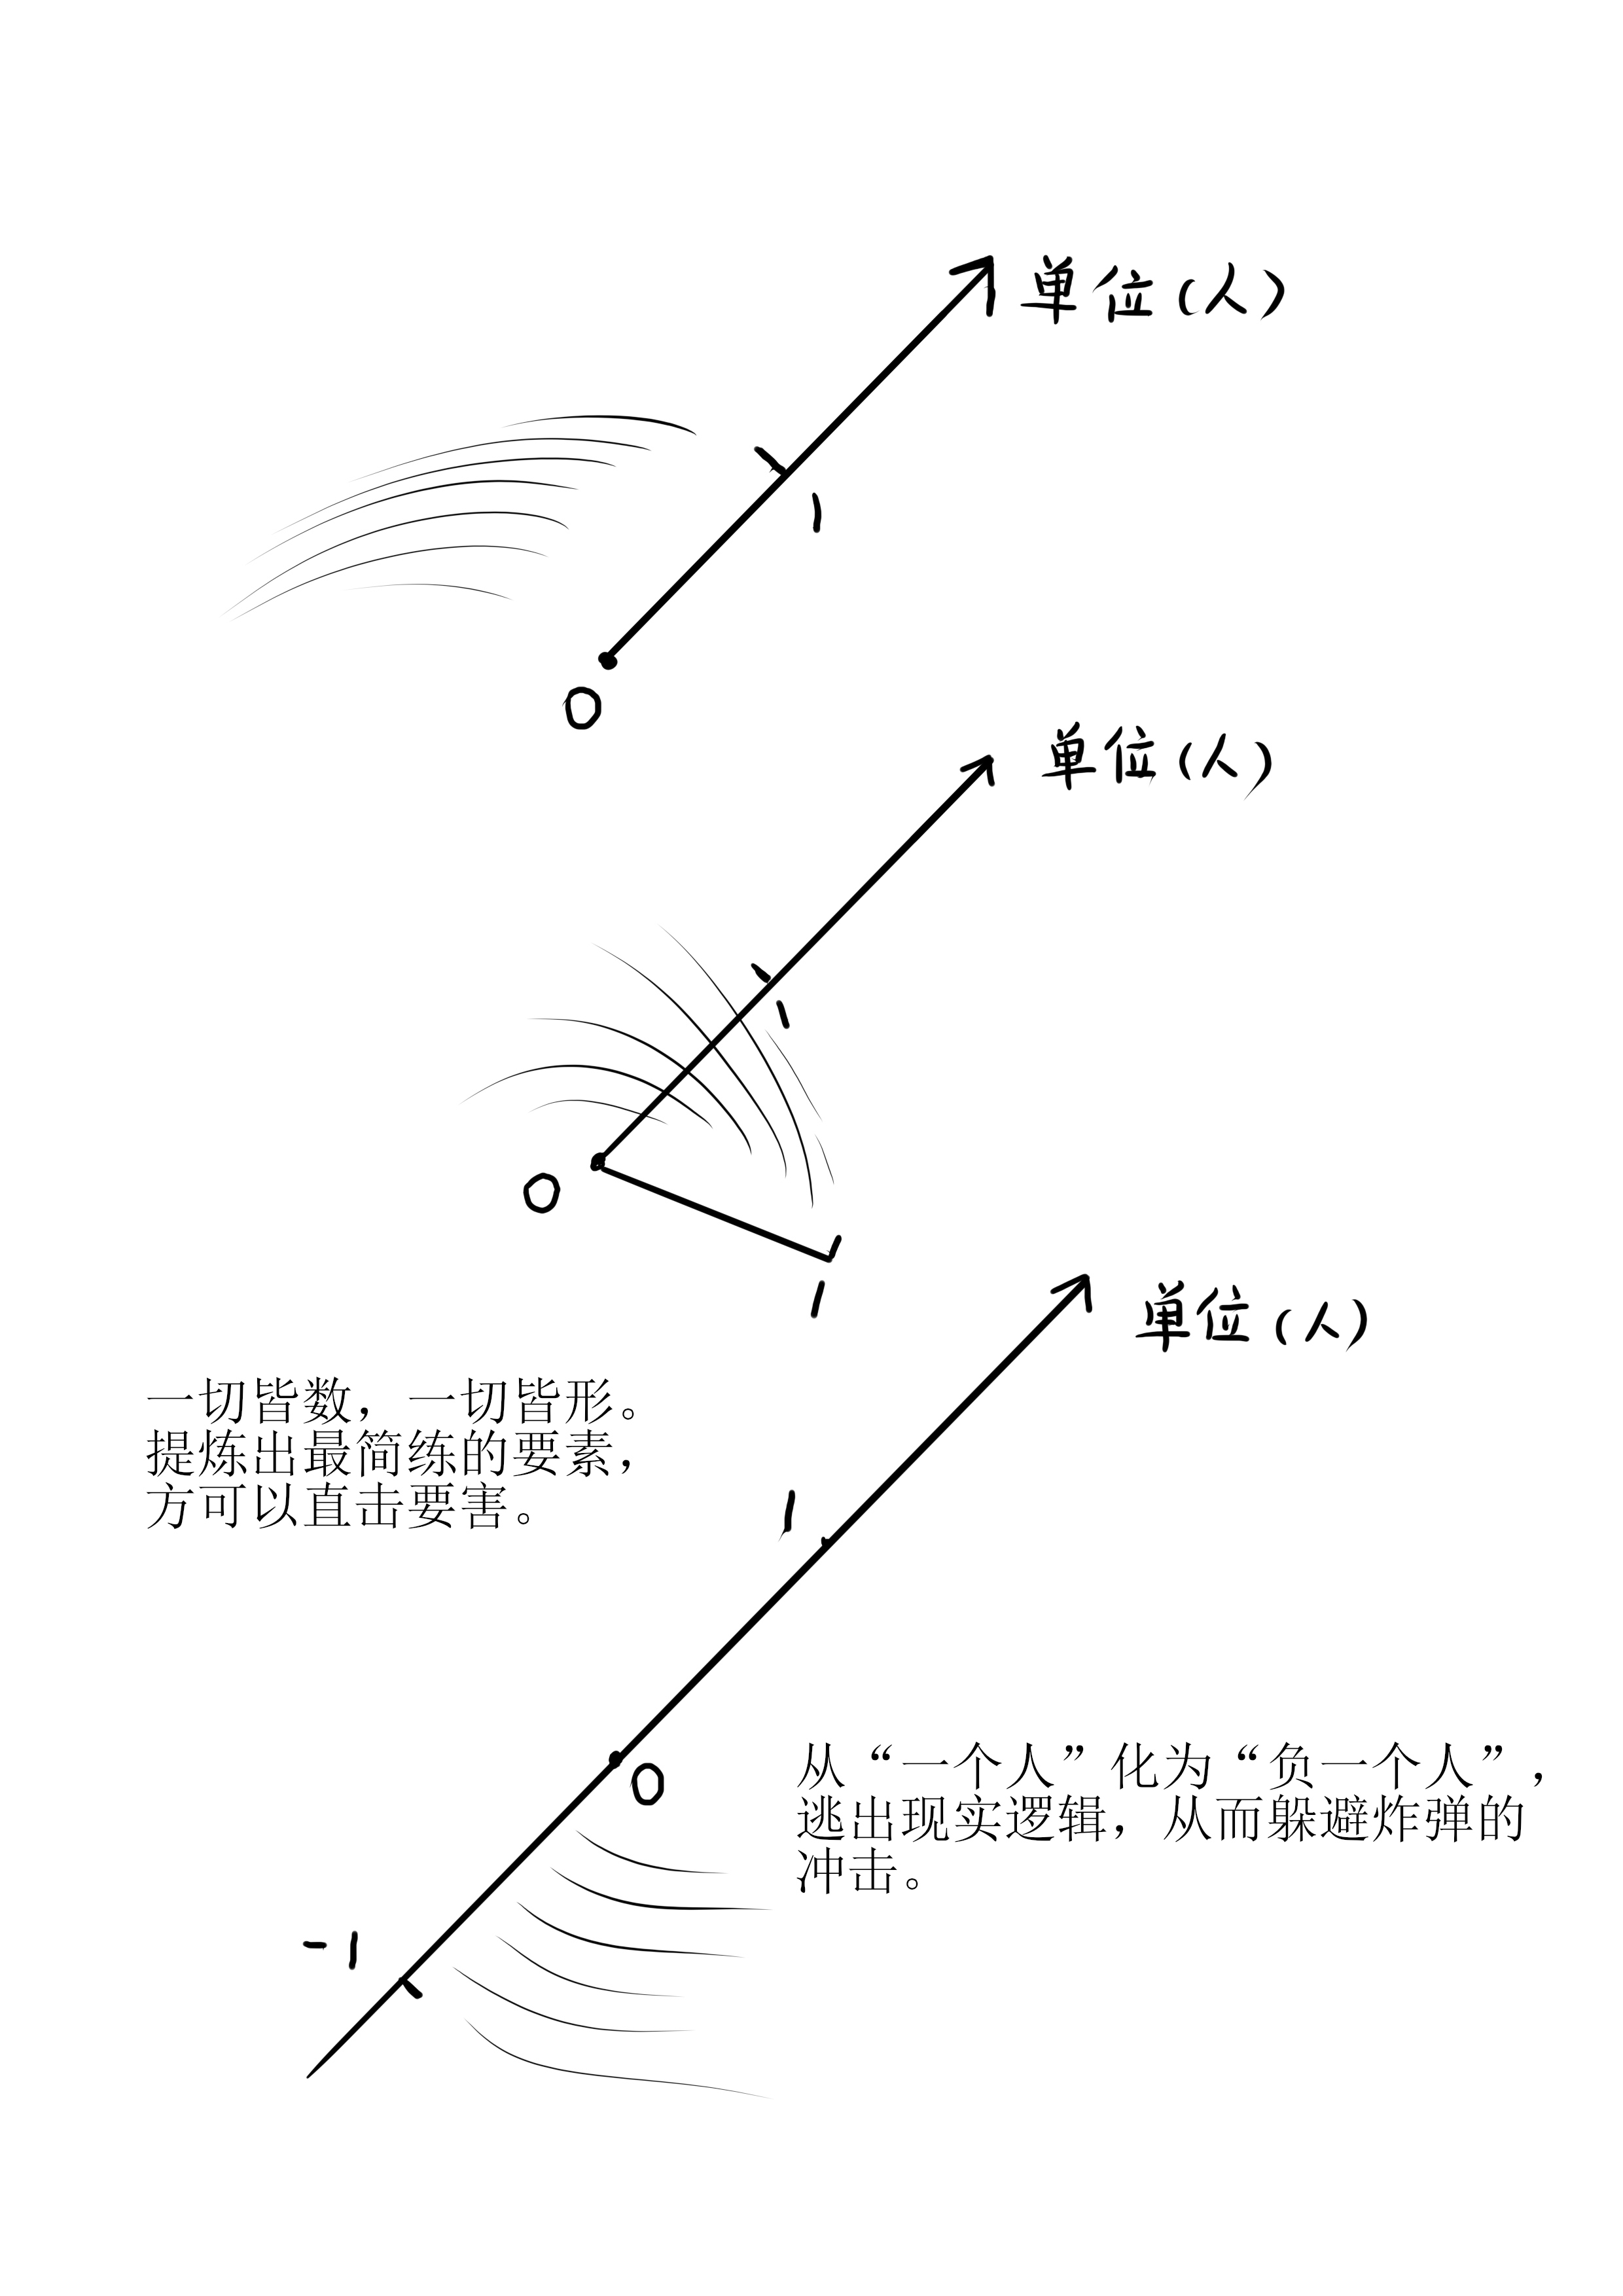 单位(人)
1
0
单位(人)
1
0
1
单位(人)
一切皆数，一切皆形。
提炼出最简练的要素，
方可以直击要害。
1
0
从“一个人”化为“负一个人”，
逃出现实逻辑，从而躲避炸弹的
冲击。
-1